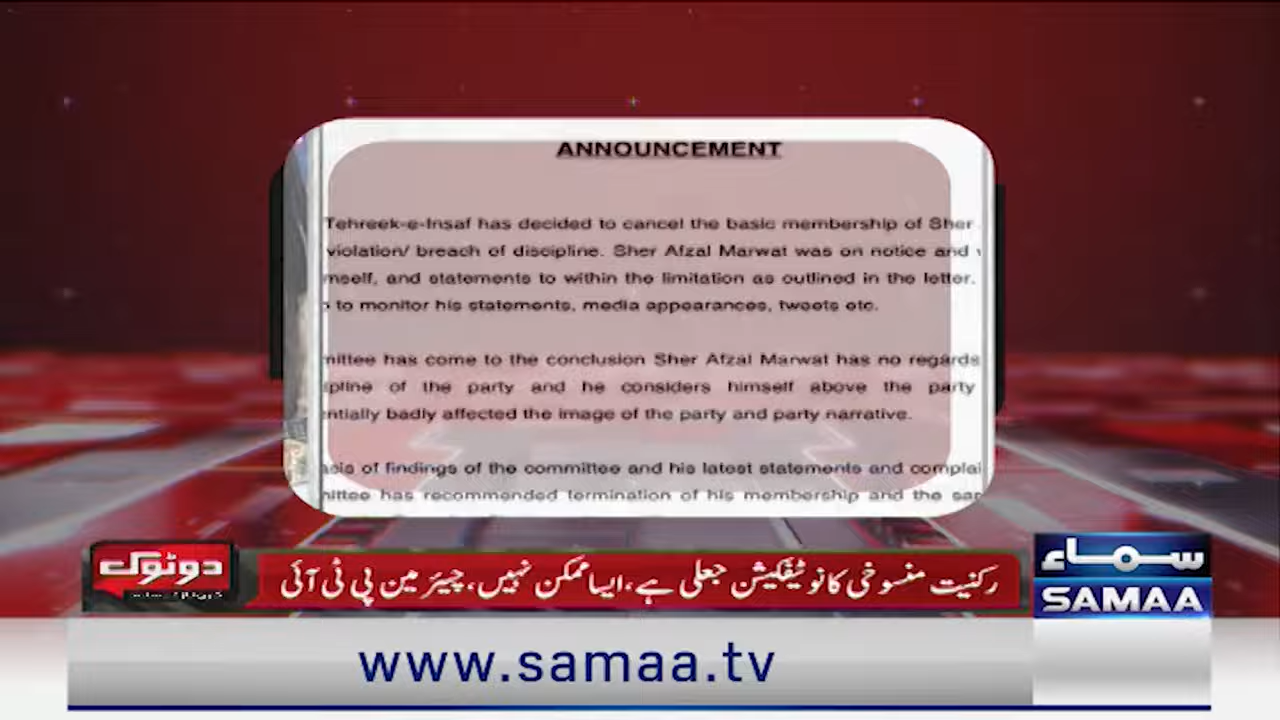 ANNOUNCEMENT
Tehreek-e-Insaf has decided to cancel the basic membership of Sher
violation/ breach of discipline. Sher Afzal Marwat was on notice and
mself, and statements to within the limitation as outlined in the letter.
to monitor his statements, media appearances, tweets etc.
mittee has come to the conclusion Sher Afzal Marwat has no regards
ipline of the party and he considers himself above the party
ntially badly affected the image of the party and party narrative.
asis of findings of the committee and his latest statements and complai
mittee has recommended termination of his membership and the sam
دوٹوک
رکنیت منسوخی کا نوٹیفکیشن جعلی ہے، ایسا ممکن نہیں، چیئرمین پی ٹی آئی
سماء
SAMAA
www.samaa.tv